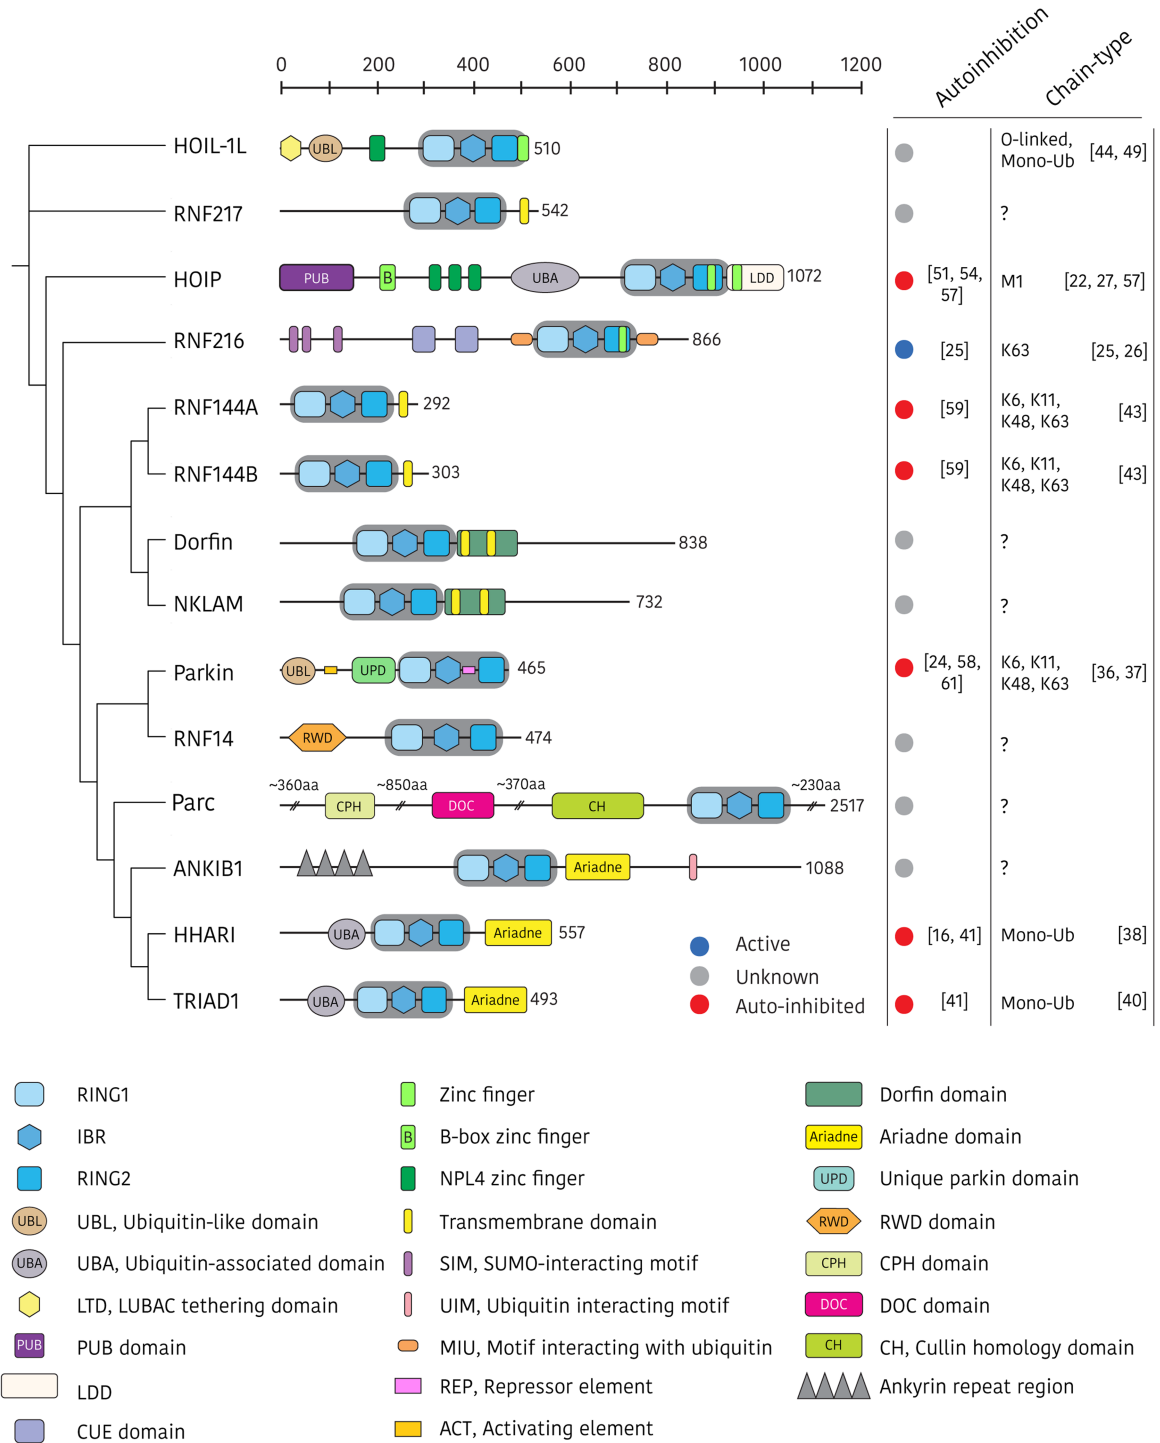 Autoinhibition
Chain-type
0 200 400 600 800 1000 1200
HOIL-1L UBL 510 O-linked, Mono-Ub [44, 49]
RNF217 542 ?
HOIP PUB B UBA LDD 1072 [51, 54, 57] M1 [22, 27, 57]
RNF216 866 [25] K63 [25, 26]
RNF144A 292 [59] K6, K11, K48, K63 [43]
RNF144B 303 [59] K6, K11, K48, K63 [43]
Dorfin 838 ?
NKLAM 732 ?
Parkin UBL UPD 465 [24, 58, 61] K6, K11, K48, K63 [36, 37]
RNF14 RWD 474 ?
~360aa ~850aa ~370aa ~230aa
Parc CPH DOC CH 2517 ?
ANKIB1 Ariadne 1088 ?
HHARI UBA Ariadne 557 [16, 41] Mono-Ub [38]
TRIAD1 UBA Ariadne 493 [41] Mono-Ub [40]
Active
Unknown
Auto-inhibited
RING1
IBR
RING2
UBL UBL, Ubiquitin-like domain
UBA UBA, Ubiquitin-associated domain
LTD, LUBAC tethering domain
PUB PUB domain
LDD
CUE domain
Zinc finger
B B-box zinc finger
NPL4 zinc finger
Transmembrane domain
SIM, SUMO-interacting motif
UIM, Ubiquitin interacting motif
MIU, Motif interacting with ubiquitin
REP, Repressor element
ACT, Activating element
Dorfin domain
Ariadne Ariadne domain
UPD Unique parkin domain
RWD RWD domain
CPH CPH domain
DOC DOC domain
CH CH, Cullin homology domain
Ankyrin repeat region